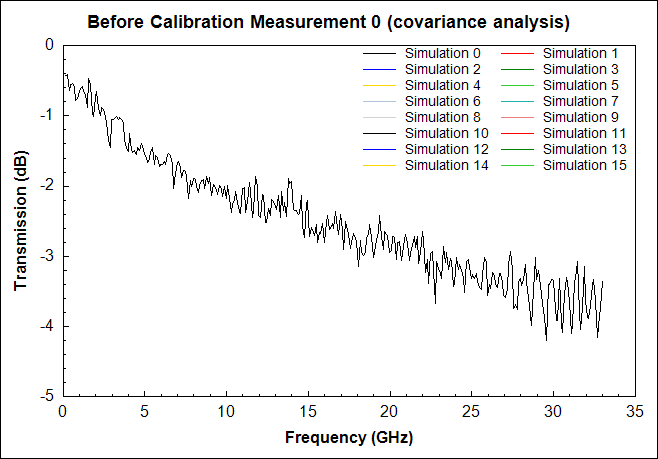 Before Calibration Measurement 0 (covariance analysis)
Simulation 0 Simulation 1
Simulation 2 Simulation 3
Simulation 4 Simulation 5
Simulation 6 Simulation 7
Simulation 8 Simulation 9
Simulation 10 Simulation 11
Simulation 12 Simulation 13
Simulation 14 Simulation 15
Transmission (dB)
0
-1
-2
-3
-4
-5
0 5 10 15 20 25 30 35
Frequency (GHz)